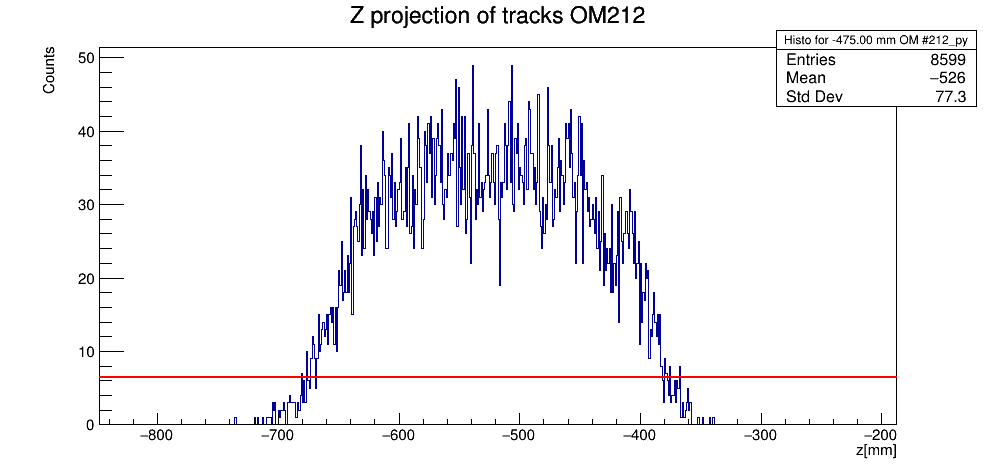 Z projection of tracks OM212
Histo for -475.00 mm OM #212_py
Entries 8599
Mean −526
Std Dev 77.3
Counts
50
40
30
20
10
0
−800 −700 −600 −500 −400 −300 −200
z[mm]